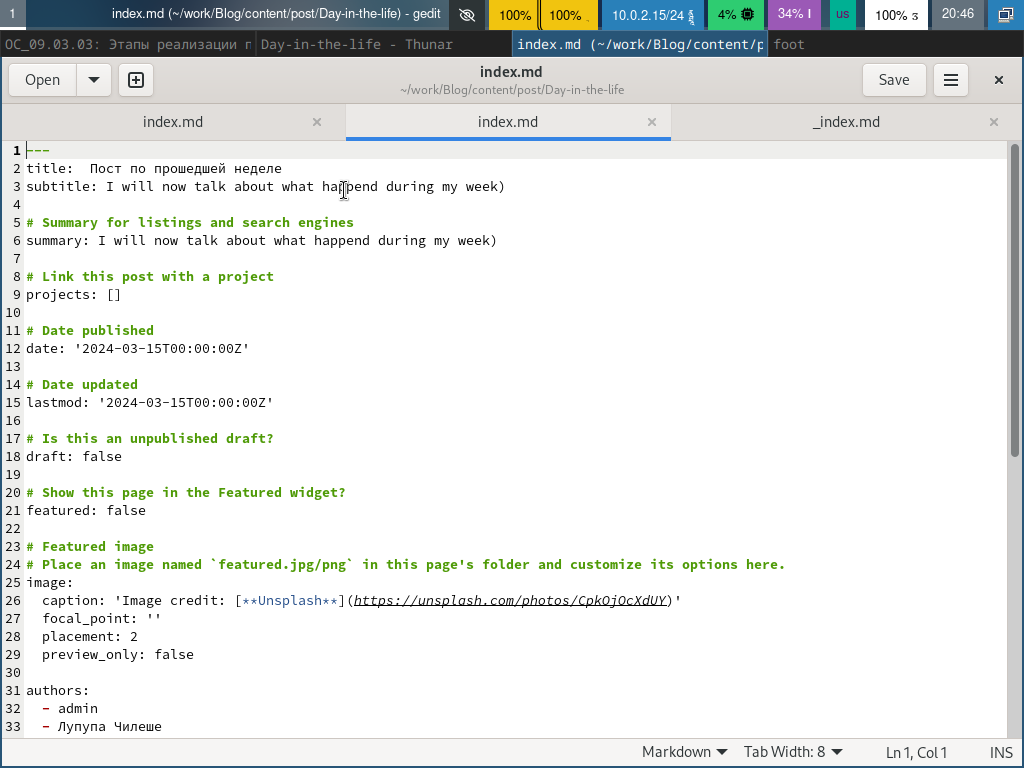 1 index.md (~/work/Blog/content/post/Day-in-the-life) - gedit 100% 100% 10.0.2.15/24 4% 34% us 100% 20:46
OC_09.03.03: Этапы реализации п Day-in-the-life - Thunar index.md (~/work/Blog/content/p foot
Open index.md Save
~/work/Blog/content/post/Day-in-the-life
index.md index.md _index.md
1 ---
2 title:  Пост по прошедшей неделе
3 subtitle: I will now talk about what happend during my week)
4
5 # Summary for listings and search engines
6 summary: I will now talk about what happend during my week)
7
8 # Link this post with a project
9 projects: []
10
11 # Date published
12 date: '2024-03-15T00:00:00Z'
13
14 # Date updated
15 lastmod: '2024-03-15T00:00:00Z'
16
17 # Is this an unpublished draft?
18 draft: false
19
20 # Show this page in the Featured widget?
21 featured: false
22
23 # Featured image
24 # Place an image named `featured.jpg/png` in this page's folder and customize its options here.
25 image:
26   caption: 'Image credit: [**Unsplash**](https://unsplash.com/photos/CpkOjOcXdUY)'
27   focal_point: ''
28   placement: 2
29   preview_only: false
30
31 authors:
32   - admin
33   - Лупупа Чилеше
Markdown Tab Width: 8 Ln 1, Col 1 INS